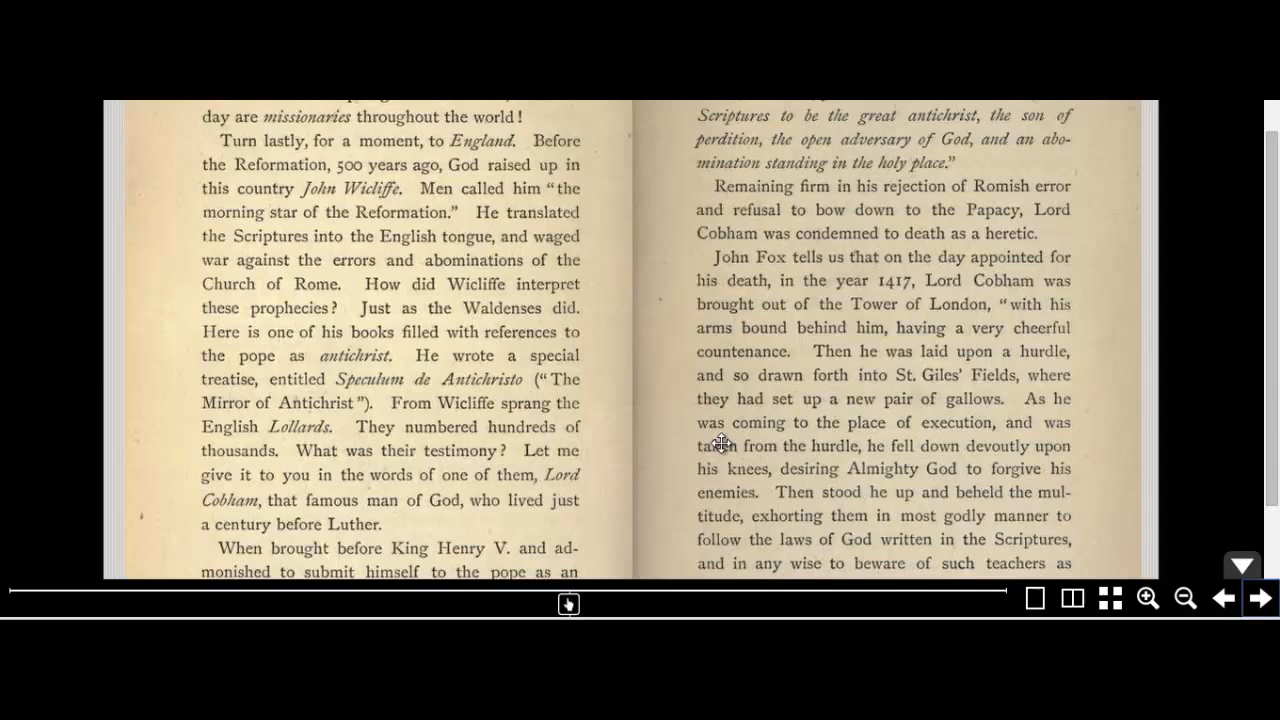 day are missionaries throughout the world!
Turn lastly, for a moment, to England. Before
the Reformation, 500 years ago, God raised up in
this country John Wicliffe. Men called him “the
morning star of the Reformation.” He translated
the Scriptures into the English tongue, and waged
war against the errors and abominations of the
Church of Rome. How did Wicliffe interpret
these prophecies? Just as the Waldenses did.
Here is one of his books filled with references to
the pope as antichrist. He wrote a special
treatise, entitled Speculum de Antichristo (“The
Mirror of Antichrist”). From Wicliffe sprang the
English Lollards. They numbered hundreds of
thousands. What was their testimony? Let me
give it to you in the words of one of them, Lord
Cobham, that famous man of God, who lived just
a century before Luther.
When brought before King Henry V. and ad-
monished to submit himself to the pope as an
Scriptures to be the great antichrist, the son of
perdition, the open adversary of God, and an abo-
mination standing in the holy place.”
Remaining firm in his rejection of Romish error
and refusal to bow down to the Papacy, Lord
Cobham was condemned to death as a heretic.
John Fox tells us that on the day appointed for
his death, in the year 1417, Lord Cobham was
brought out of the Tower of London, “with his
arms bound behind him, having a very cheerful
countenance. Then he was laid upon a hurdle,
and so drawn forth into St. Giles’ Fields, where
they had set up a new pair of gallows. As he
was coming to the place of execution, and was
taken from the hurdle, he fell down devoutly upon
his knees, desiring Almighty God to forgive his
enemies. Then stood he up and beheld the mul-
titude, exhorting them in most godly manner to
follow the laws of God written in the Scriptures,
and in any wise to beware of such teachers as